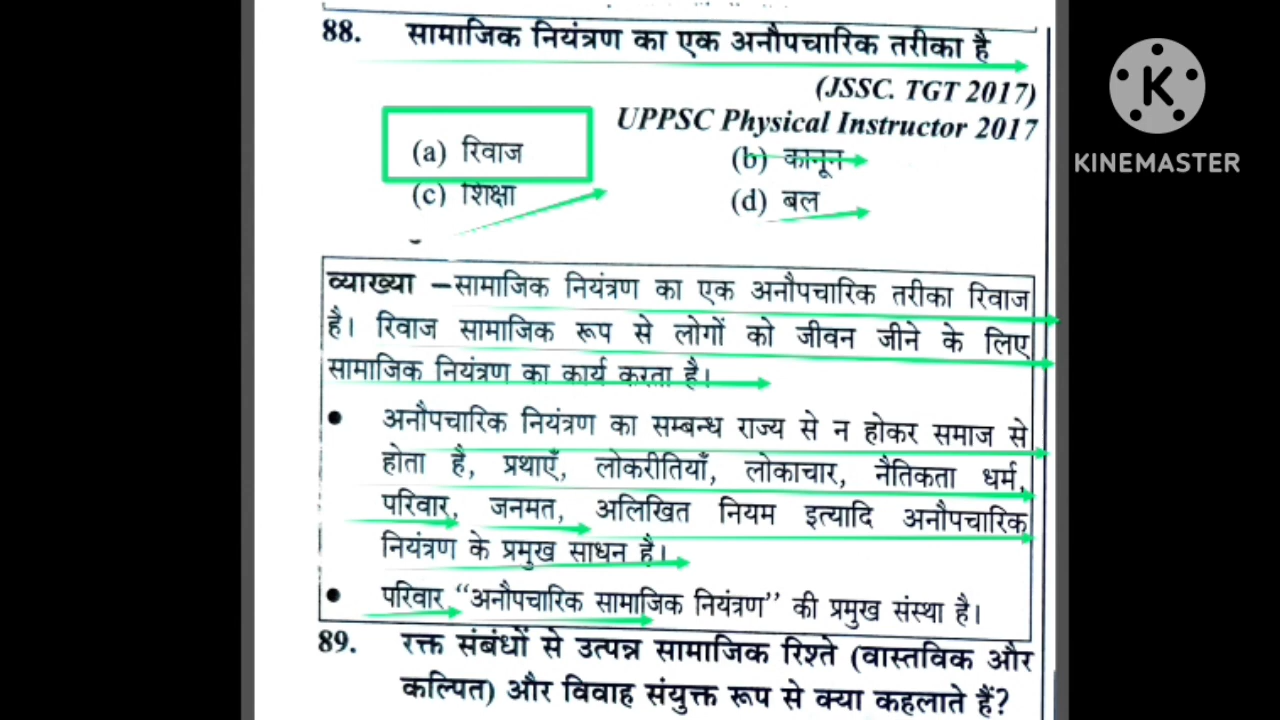 88. सामाजिक नियंत्रण का एक अनौपचारिक तरीका है
(JSSC. TGT 2017)
UPPSC Physical Instructor 2017
(a) रिवाज (b) कानून
(c) शिक्षा (d) बल
व्याख्या –सामाजिक नियंत्रण का एक अनौपचारिक तरीका रिवाज
है। रिवाज सामाजिक रूप से लोगों को जीवन जीने के लिए
सामाजिक नियंत्रण का कार्य करता है।
● अनौपचारिक नियंत्रण का सम्बन्ध राज्य से न होकर समाज से
होता है, प्रथाएँ, लोकरीतियाँ, लोकाचार, नैतिकता धर्म,
परिवार, जनमत, अलिखित नियम इत्यादि अनौपचारिक
नियंत्रण के प्रमुख साधन है।
● परिवार “अनौपचारिक सामाजिक नियंत्रण” की प्रमुख संस्था है।
89. रक्त संबंधों से उत्पन्न सामाजिक रिश्ते (वास्तविक और
कल्पित) और विवाह संयुक्त रूप से क्या कहलाते हैं?
K
KINEMASTER